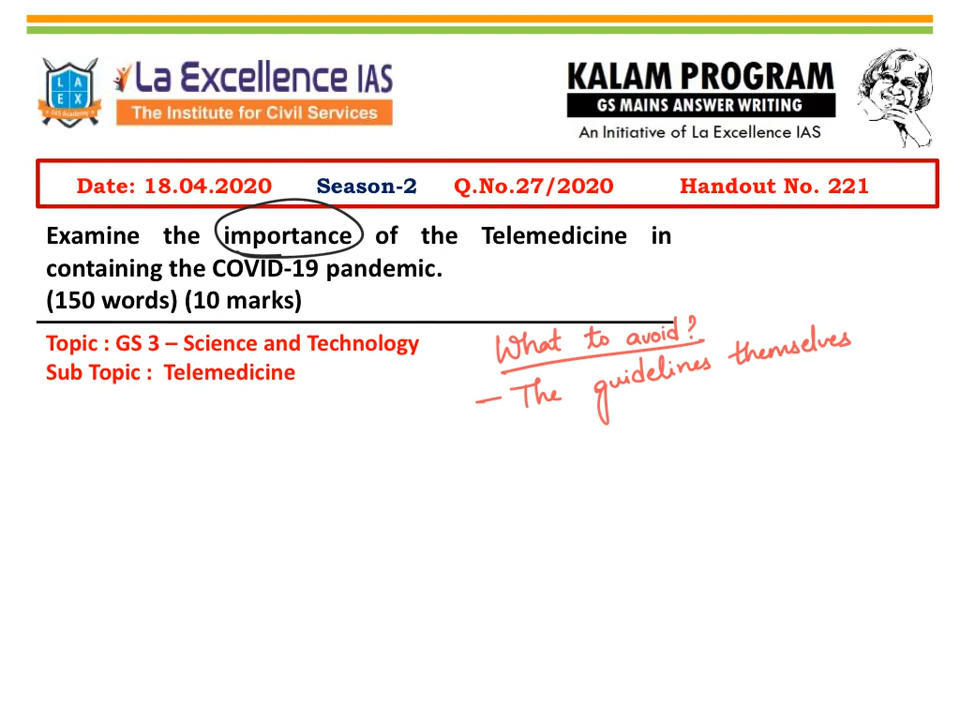 LA
EX
La Excellence IAS
The Institute for Civil Services
KALAM PROGRAM
GS MAINS ANSWER WRITING
An Initiative of La Excellence IAS
Date: 18.04.2020 Season-2 Q.No.27/2020 Handout No. 221
Examine the importance of the Telemedicine in
containing the COVID-19 pandemic.
(150 words) (10 marks)
Topic : GS 3 – Science and Technology
Sub Topic : Telemedicine
What to avoid?
– The guidelines themselves